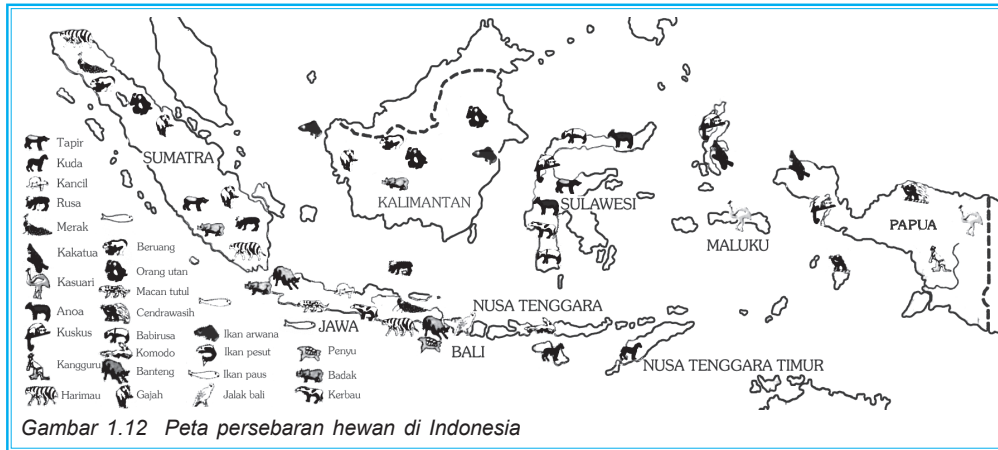 SUMATRA
KALIMANTAN
SULAWESI
MALUKU
PAPUA
NUSA TENGGARA
JAWA
BALI
NUSA TENGGARA TIMUR
Tapir
Kuda
Kancil
Rusa
Merak
Kakatua
Kasuari
Anoa
Kuskus
Kangguru
Harimau
Beruang
Orang utan
Macan tutul
Cendrawasih
Babirusa
Komodo
Banteng
Gajah
Ikan arwana
Ikan pesut
Ikan paus
Jalak bali
Penyu
Badak
Kerbau
Gambar 1.12 Peta persebaran hewan di Indonesia